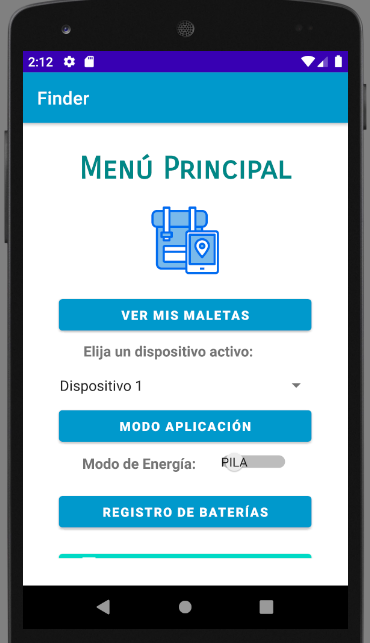 2:12
Finder
Menú Principal
VER MIS MALETAS
Elija un dispositivo activo:
Dispositivo 1
MODO APLICACIÓN
Modo de Energía: PILA
REGISTRO DE BATERÍAS